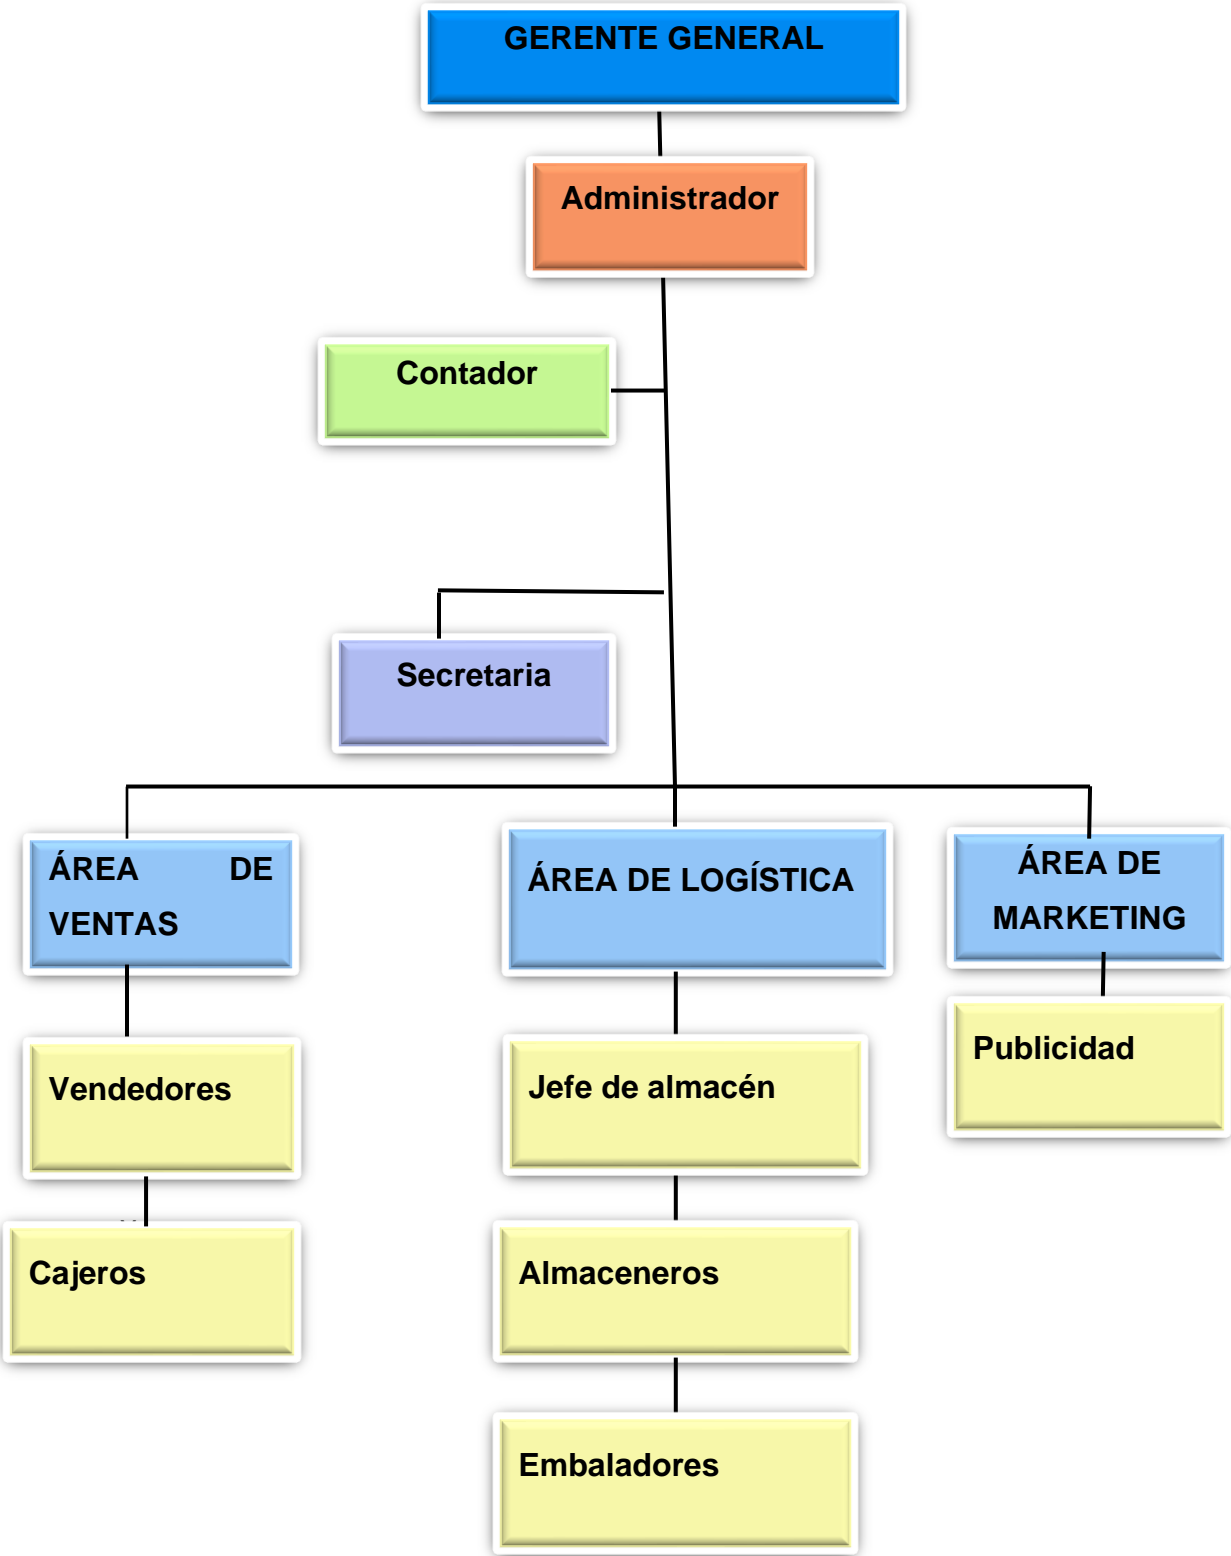 GERENTE GENERAL
Administrador
Contador
Secretaria
ÁREA DE
VENTAS
ÁREA DE LOGÍSTICA
ÁREA DE
MARKETING
Vendedores
Jefe de almacén
Publicidad
Cajeros
Almaceneros
Embaladores